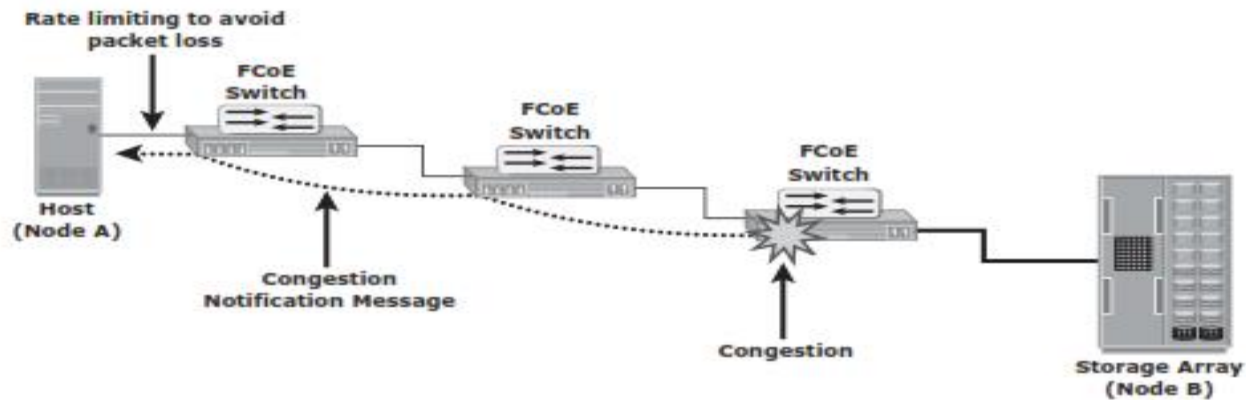 Rate limiting to avoid
packet loss
FCoE
Switch
FCoE
Switch
FCoE
Switch
Host
(Node A)
Congestion
Notification Message
Congestion
Storage Array
(Node B)